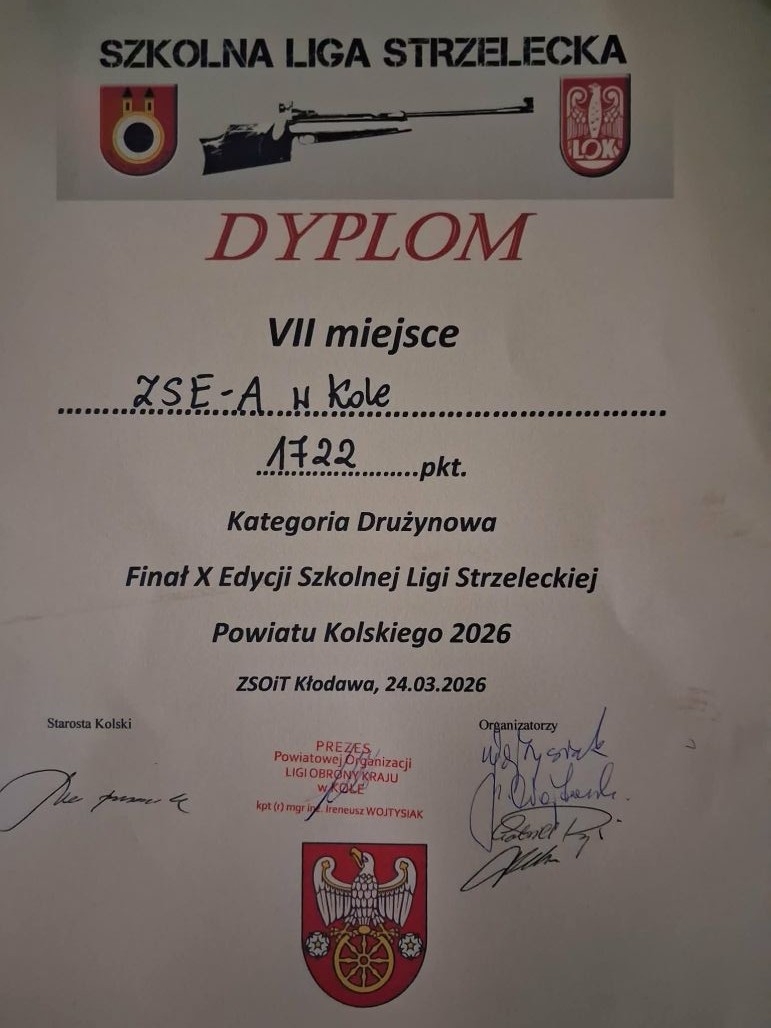 SZKOLNA LIGA STRZELECKA
LOK
DYPLOM
VII miejsce
ZSE-A w Kole
1722 pkt.
Kategoria Drużynowa
Finał X Edycji Szkolnej Ligi Strzeleckiej
Powiatu Kolskiego 2026
ZSOiT Kłodawa, 24.03.2026
Starosta Kolski
Organizatorzy
PREZES
Powiatowej Organizacji
LIGI OBRONY KRAJU
w KOLE
kpt (r) mgr inż. Ireneusz WOJTYSIAK